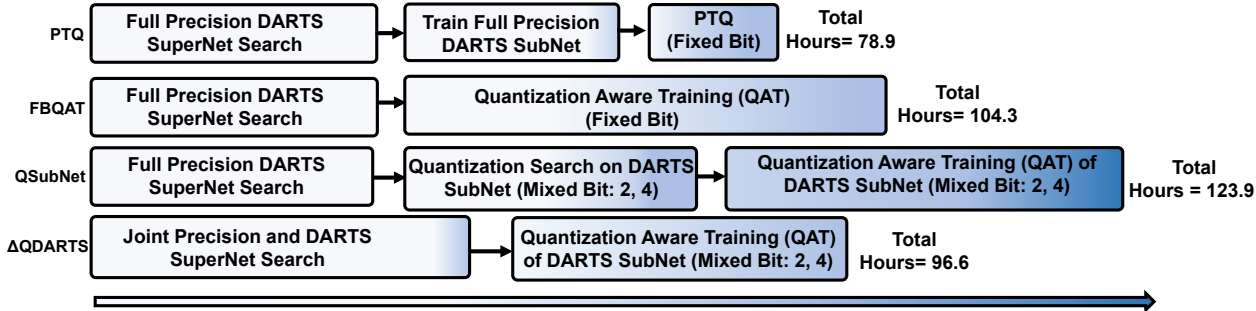 PTQ
Full Precision DARTS
SuperNet Search
Train Full Precision
DARTS SubNet
PTQ
(Fixed Bit)
Total
Hours= 78.9
FBQAT
Full Precision DARTS
SuperNet Search
Quantization Aware Training (QAT)
(Fixed Bit)
Total
Hours= 104.3
QSubNet
Full Precision DARTS
SuperNet Search
Quantization Search on DARTS
SubNet (Mixed Bit: 2, 4)
Quantization Aware Training (QAT) of
DARTS SubNet (Mixed Bit: 2, 4)
Total
Hours = 123.9
ΔQDARTS
Joint Precision and DARTS
SuperNet Search
Quantization Aware Training (QAT)
of DARTS SubNet (Mixed Bit: 2, 4)
Total
Hours= 96.6